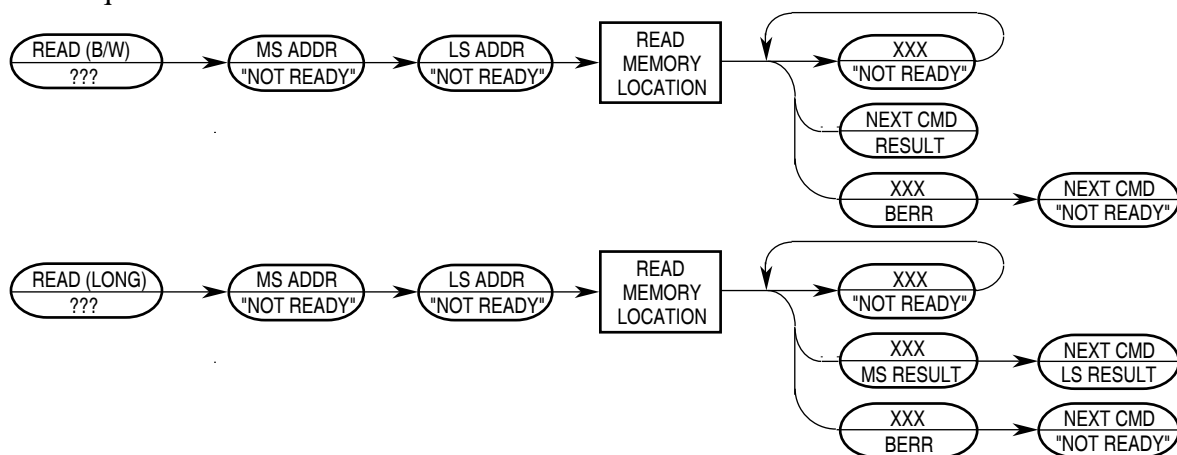 READ (B/W)
???
MS ADDR
"NOT READY"
LS ADDR
"NOT READY"
READ
MEMORY
LOCATION
XXX
"NOT READY"
NEXT CMD
RESULT
XXX
BERR
NEXT CMD
"NOT READY"
READ (LONG)
???
MS ADDR
"NOT READY"
LS ADDR
"NOT READY"
READ
MEMORY
LOCATION
XXX
"NOT READY"
XXX
MS RESULT
NEXT CMD
LS RESULT
XXX
BERR
NEXT CMD
"NOT READY"